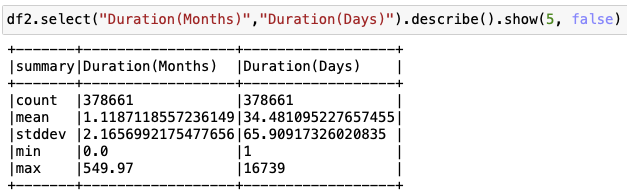 df2.select("Duration(Months)","Duration(Days)").describe().show(5, false)
+-------+------------------+-----------------+
|summary|Duration(Months)  |Duration(Days)   |
+-------+------------------+-----------------+
|count  |378661            |378661           |
|mean   |1.1187118557236149|34.481095227657455|
|stddev |2.1656992175477656|65.90917326020835 |
|min    |0.0               |1                |
|max    |549.97            |16739            |
+-------+------------------+-----------------+